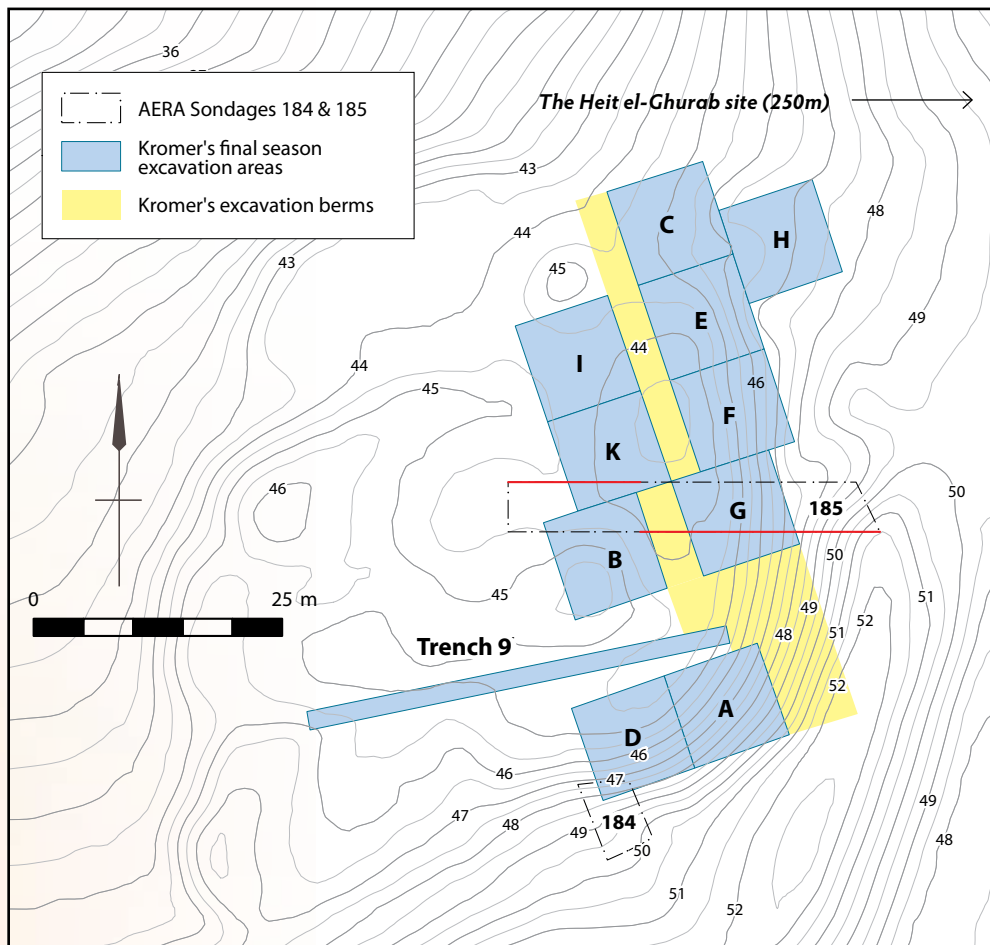 36
AERA Sondages 184 & 185
Kromer's final season
excavation areas
Kromer's excavation berms
The Heit el-Ghurab site (250m)
43
48
C
H
44
43
45
49
E
44
I
44
46
45
F
K
46
50
G
185
50
B
45
51
49
52
48
51
0
25 m
Trench 9
52
A
D
46
46
47
47
49
48
184
49
48
50
51
52